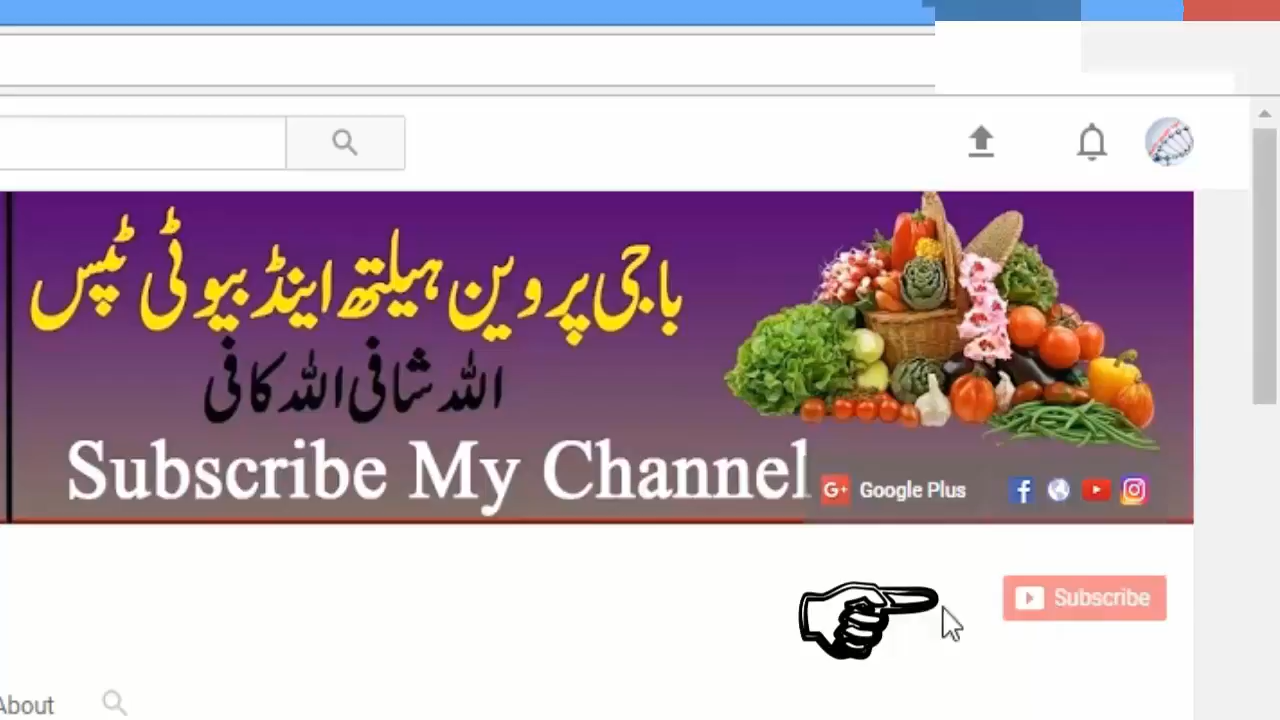 باجی پروین ہیلتھ اینڈ بیوٹی ٹپس
اللہ شافی اللہ کافی
Subscribe My Channel
G+ Google Plus
Subscribe
About